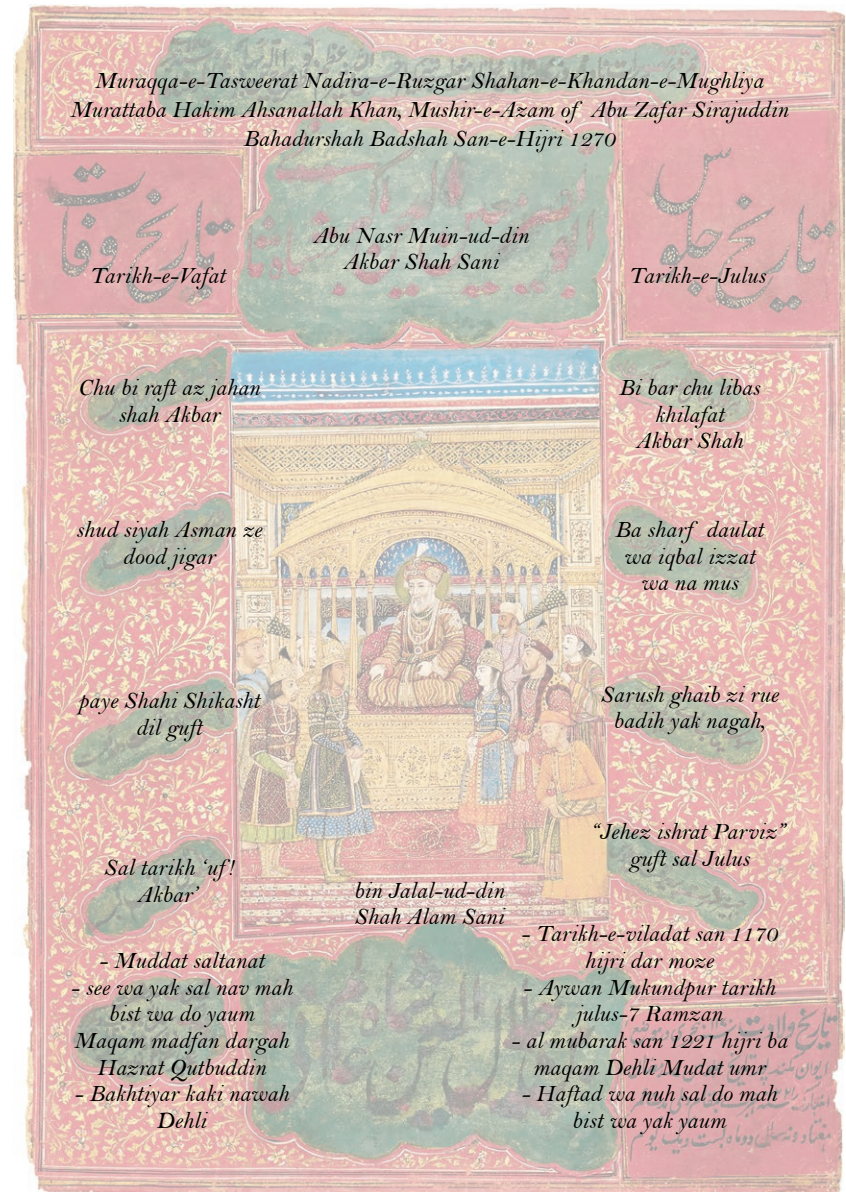 Muraqqa-e-Tasweerat Nadira-e-Ruzgar Shahan-e-Khandan-e-Mughliya
Murattaba Hakim Ahsanallah Khan, Mushir-e-Azam of Abu Zafar Sirajuddin
Bahadurshah Badshah San-e-Hijri 1270
تاریخ وفات
تاریخ جلوس
Abu Nasr Muin-ud-din
Akbar Shah Sani
Tarikh-e-Vafat
Tarikh-e-Julus
Chu bi raft az jahan
shah Akbar
shud siyah Asman ze
dood jigar
paye Shahi Shikasht
dil guft
Sal tarikh ‘uf!
Akbar’
Bi bar chu libas
khilafat
Akbar Shah
Ba sharf daulat
wa iqbal izzat
wa na mus
Sarush ghaib zi rue
badih yak nagah,
“Jehez ishrat Parviz”
guft sal Julus
bin Jalal-ud-din
Shah Alam Sani
- Muddat saltanat
- see wa yak sal nav mah
bist wa do yaum
Maqam madfan dargah
Hazrat Qutbuddin
- Bakhtiyar kaki nawah
Dehli
- Tarikh-e-viladat san 1170
hijri dar moze
- Aywan Mukundpur tarikh
julus-7 Ramzan
- al mubarak san 1221 hijri ba
maqam Dehli Mudat umr
- Haftad wa nuh sal do mah
bist wa yak yaum